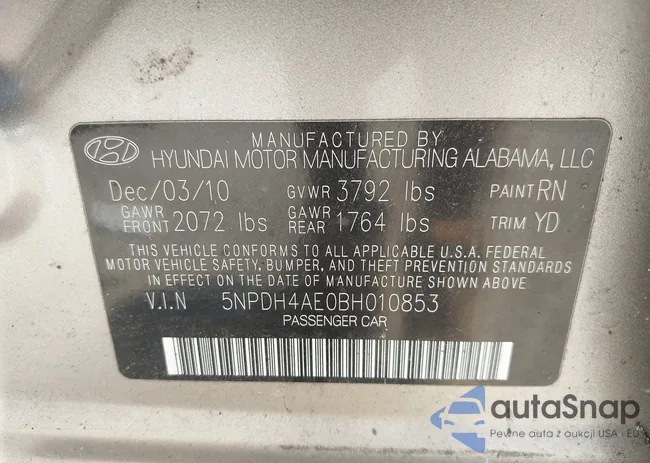 MANUFACTURED BY
HYUNDAI MOTOR MANUFACTURING ALABAMA, LLC
Dec/03/10 GVWR 3792 lbs PAINT RN
GAWR FRONT 2072 lbs GAWR REAR 1764 lbs TRIM YD
THIS VEHICLE CONFORMS TO ALL APPLICABLE U.S.A. FEDERAL
MOTOR VEHICLE SAFETY, BUMPER, AND THEFT PREVENTION STANDARDS
IN EFFECT ON THE DATE OF MANUFACTURE SHOWN ABOVE
V.I.N 5NPDH4AE0BH010853
PASSENGER CAR
autaSnap
Pewne auta z aukcji USA - EU